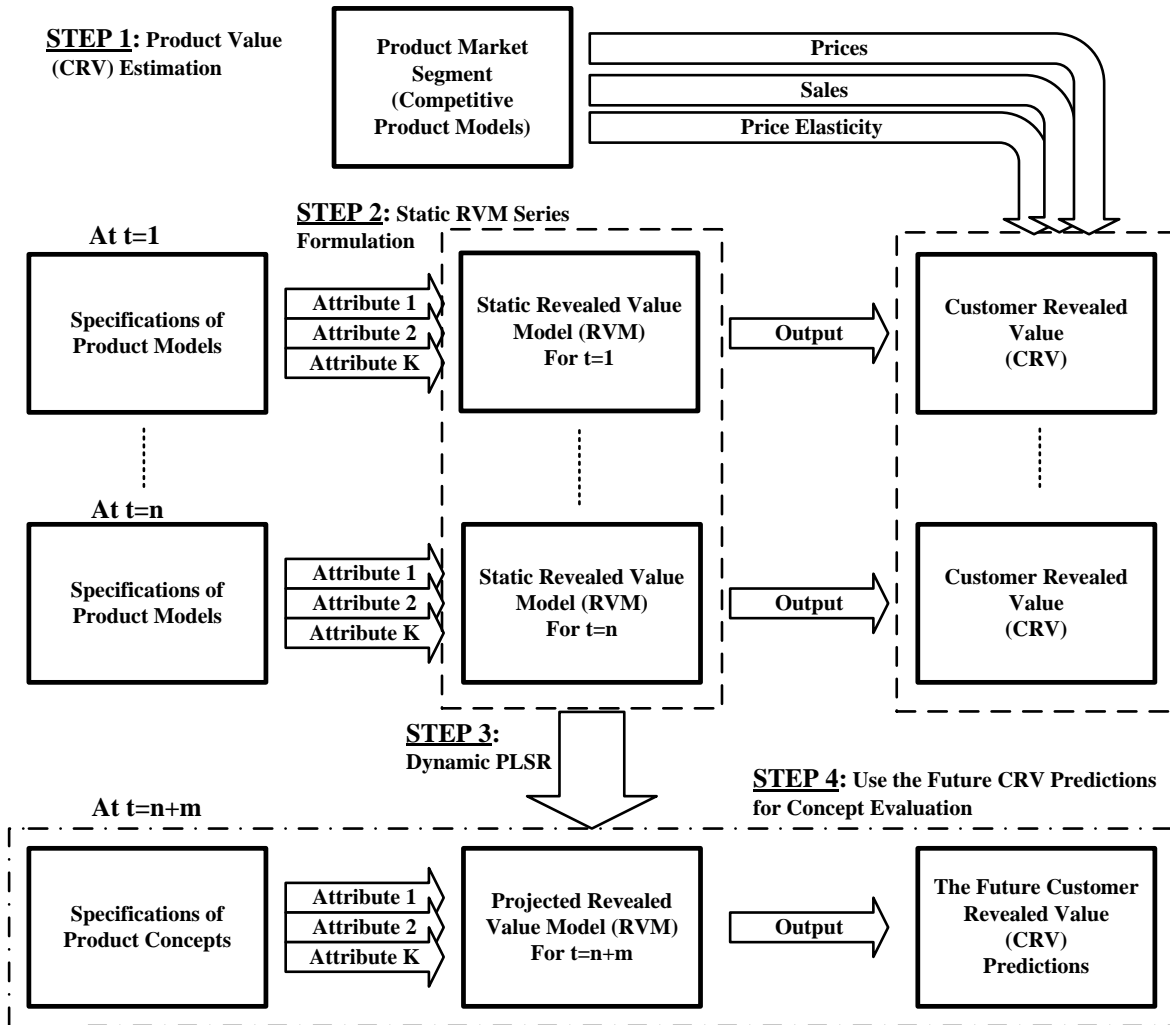 STEP 1: Product Value
(CRV) Estimation
Product Market
Segment
(Competitive
Product Models)
Prices
Sales
Price Elasticity
STEP 2: Static RVM Series
Formulation
At t=1
Specifications of
Product Models
Attribute 1
Attribute 2
Attribute K
Static Revealed Value
Model (RVM)
For t=1
Output
Customer Revealed
Value
(CRV)
At t=n
Specifications of
Product Models
Attribute 1
Attribute 2
Attribute K
Static Revealed Value
Model (RVM)
For t=n
Output
Customer Revealed
Value
(CRV)
STEP 3:
Dynamic PLSR
STEP 4: Use the Future CRV Predictions
for Concept Evaluation
At t=n+m
Specifications of
Product Concepts
Attribute 1
Attribute 2
Attribute K
Projected Revealed
Value Model (RVM)
For t=n+m
Output
The Future Customer
Revealed Value
(CRV)
Predictions